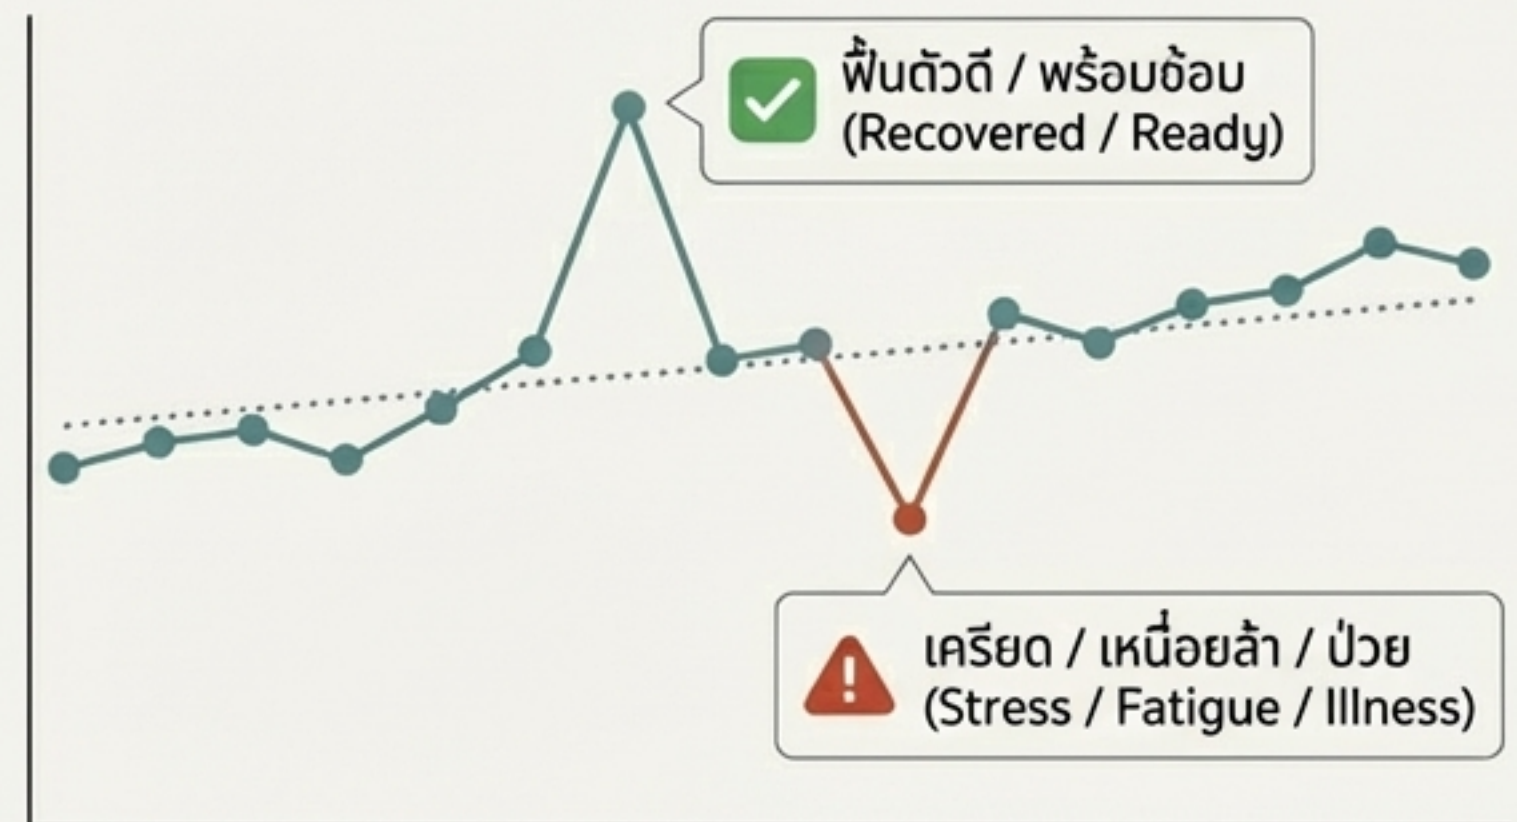 ฟื้นตัวดี / พร้อมซ้อม
(Recovered / Ready)
เครียด / เหนื่อยล้า / ป่วย
(Stress / Fatigue / Illness)